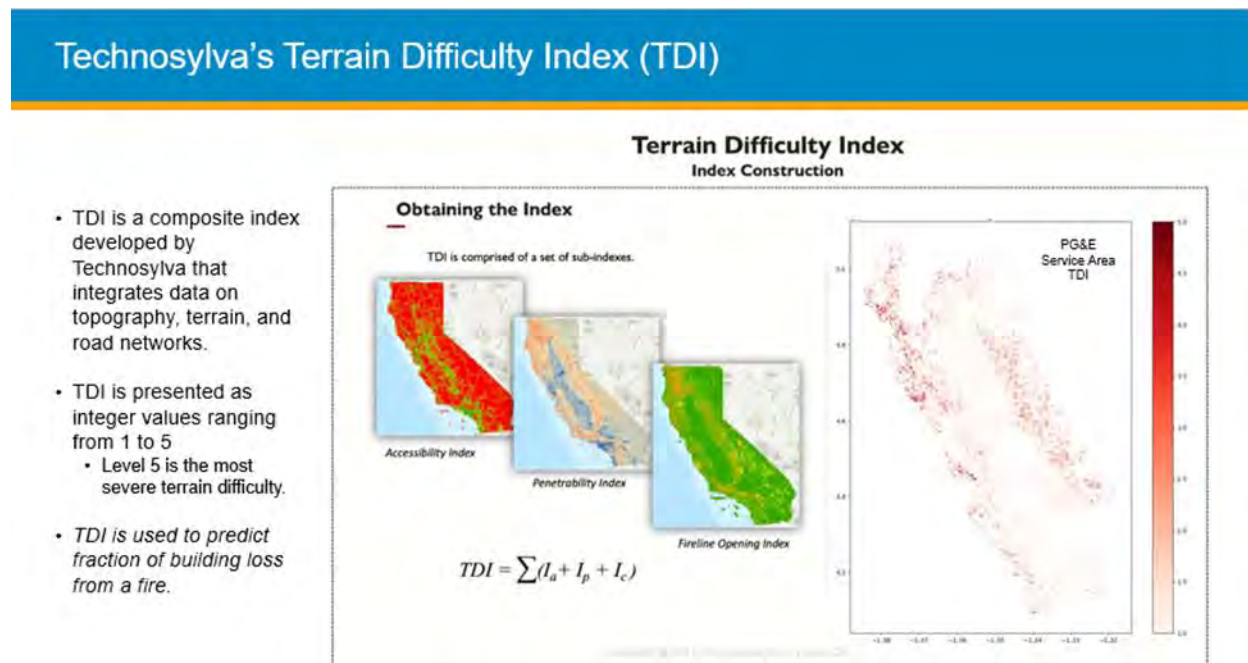 Technosylva's Terrain Difficulty Index (TDI)
• TDI is a composite index
developed by
Technosylva that
integrates data on
topography, terrain, and
road networks.
• TDI is presented as
integer values ranging
from 1 to 5
• Level 5 is the most
severe terrain difficulty.
• TDI is used to predict
fraction of building loss
from a fire.
Terrain Difficulty Index
Index Construction
Obtaining the Index
TDI is comprised of a set of sub-indexes.
Accessibility Index
Penetrability Index
Fireline Opening Index
TDI = ∑(Iₐ + Iₚ + I꜀)
PG&E
Service Area
TDI